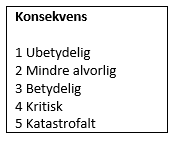 Konsekvens
1 Ubetydelig
2 Mindre alvorlig
3 Betydelig
4 Kritisk
5 Katastrofalt